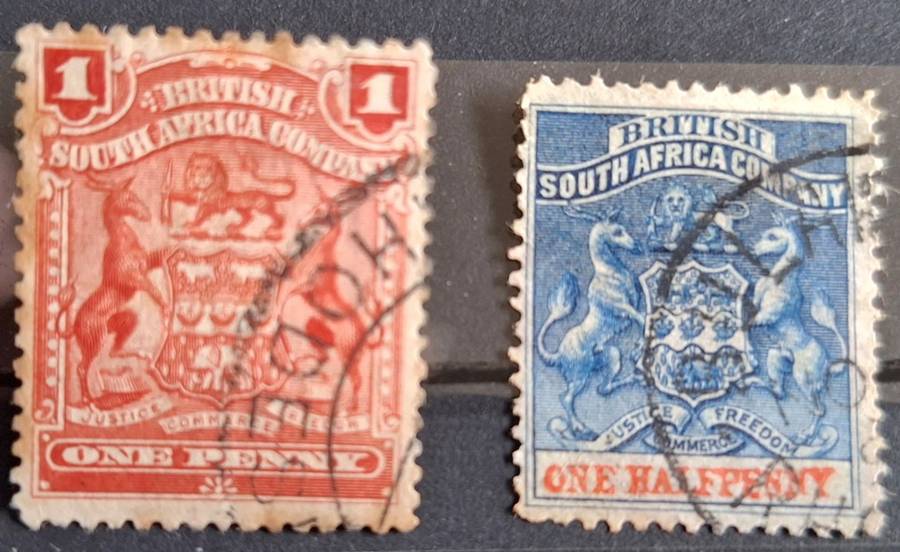 1 1
BRITISH
SOUTH AFRICA COMPANY
JUSTICE COMMERCE FREEDOM
ONE PENNY
BRITISH
SOUTH AFRICA COMPANY
JUSTICE FREEDOM
COMMERCE
ONE HALFPENNY